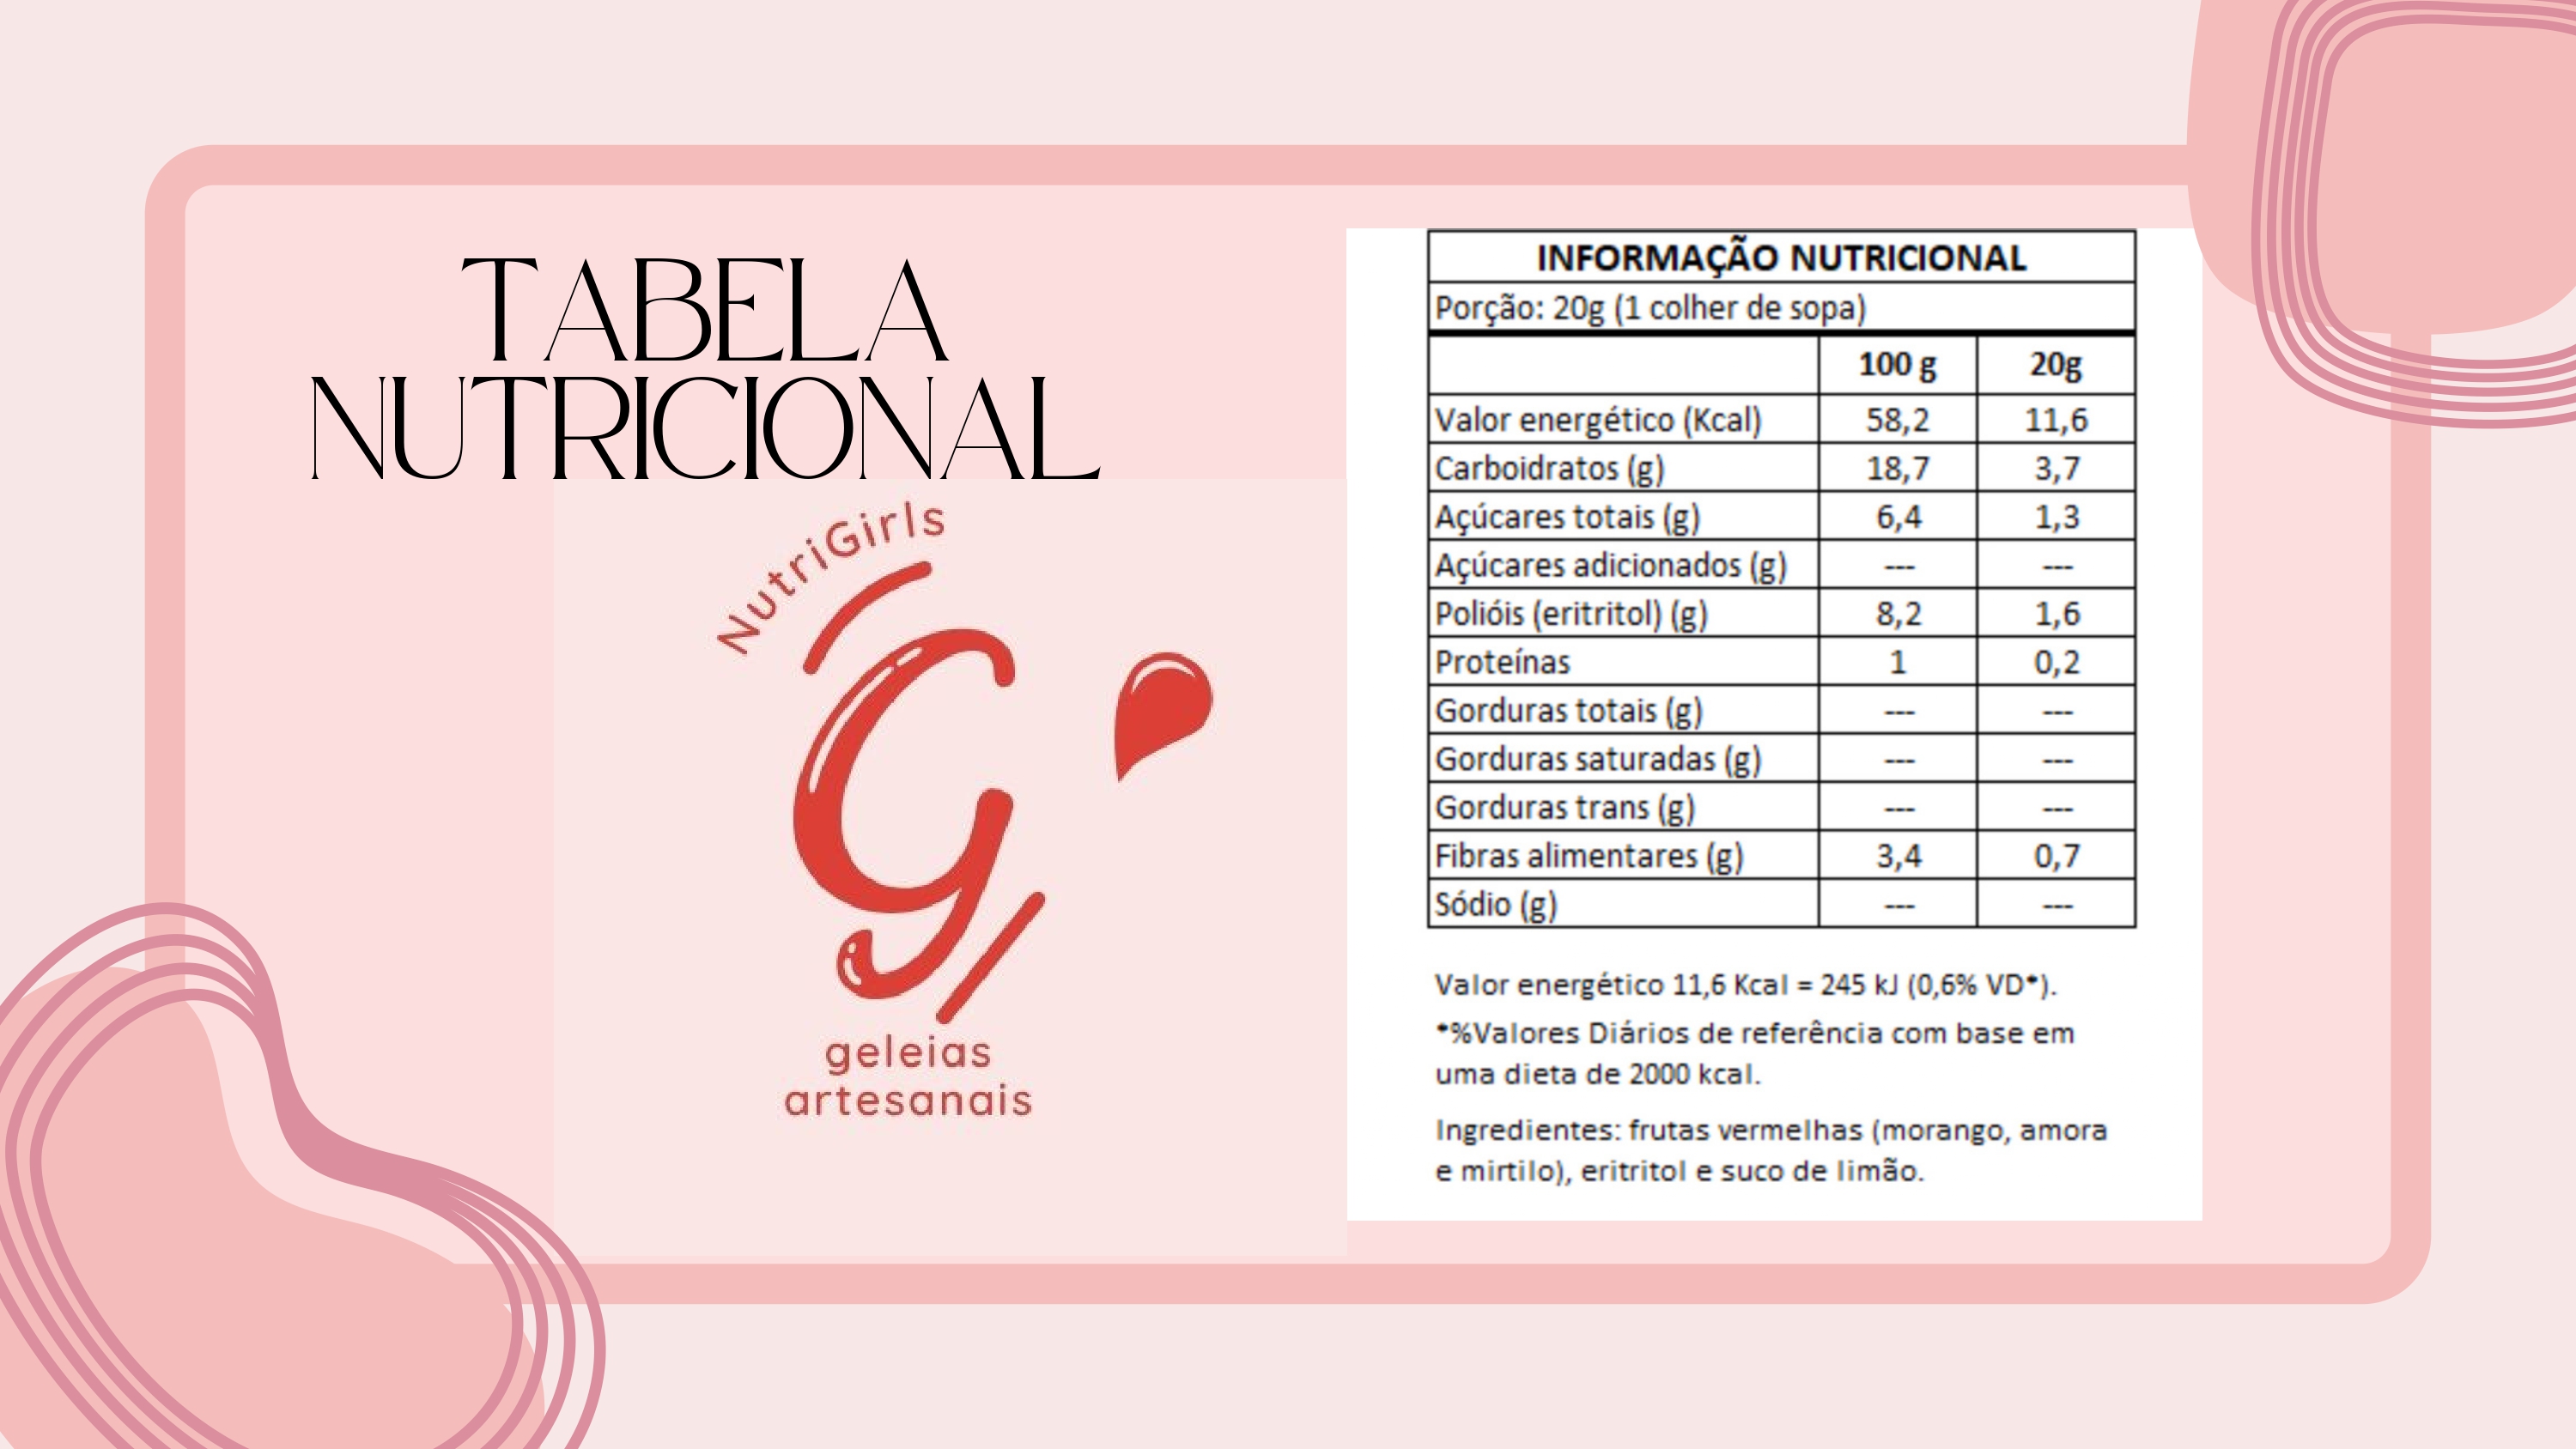 TABELA
NUTRICIONAL
NutriGirls
g
geleias
artesanais
INFORMAÇÃO NUTRICIONAL
Porção: 20g (1 colher de sopa)
100 g 20g
Valor energético (Kcal) 58,2 11,6
Carboidratos (g) 18,7 3,7
Açúcares totais (g) 6,4 1,3
Açúcares adicionados (g) --- ---
Polióis (eritritol) (g) 8,2 1,6
Proteínas 1 0,2
Gorduras totais (g) --- ---
Gorduras saturadas (g) --- ---
Gorduras trans (g) --- ---
Fibras alimentares (g) 3,4 0,7
Sódio (g) --- ---
Valor energético 11,6 Kcal = 245 kJ (0,6% VD*).
*%Valores Diários de referência com base em
uma dieta de 2000 kcal.
Ingredientes: frutas vermelhas (morango, amora
e mirtilo), eritritol e suco de limão.